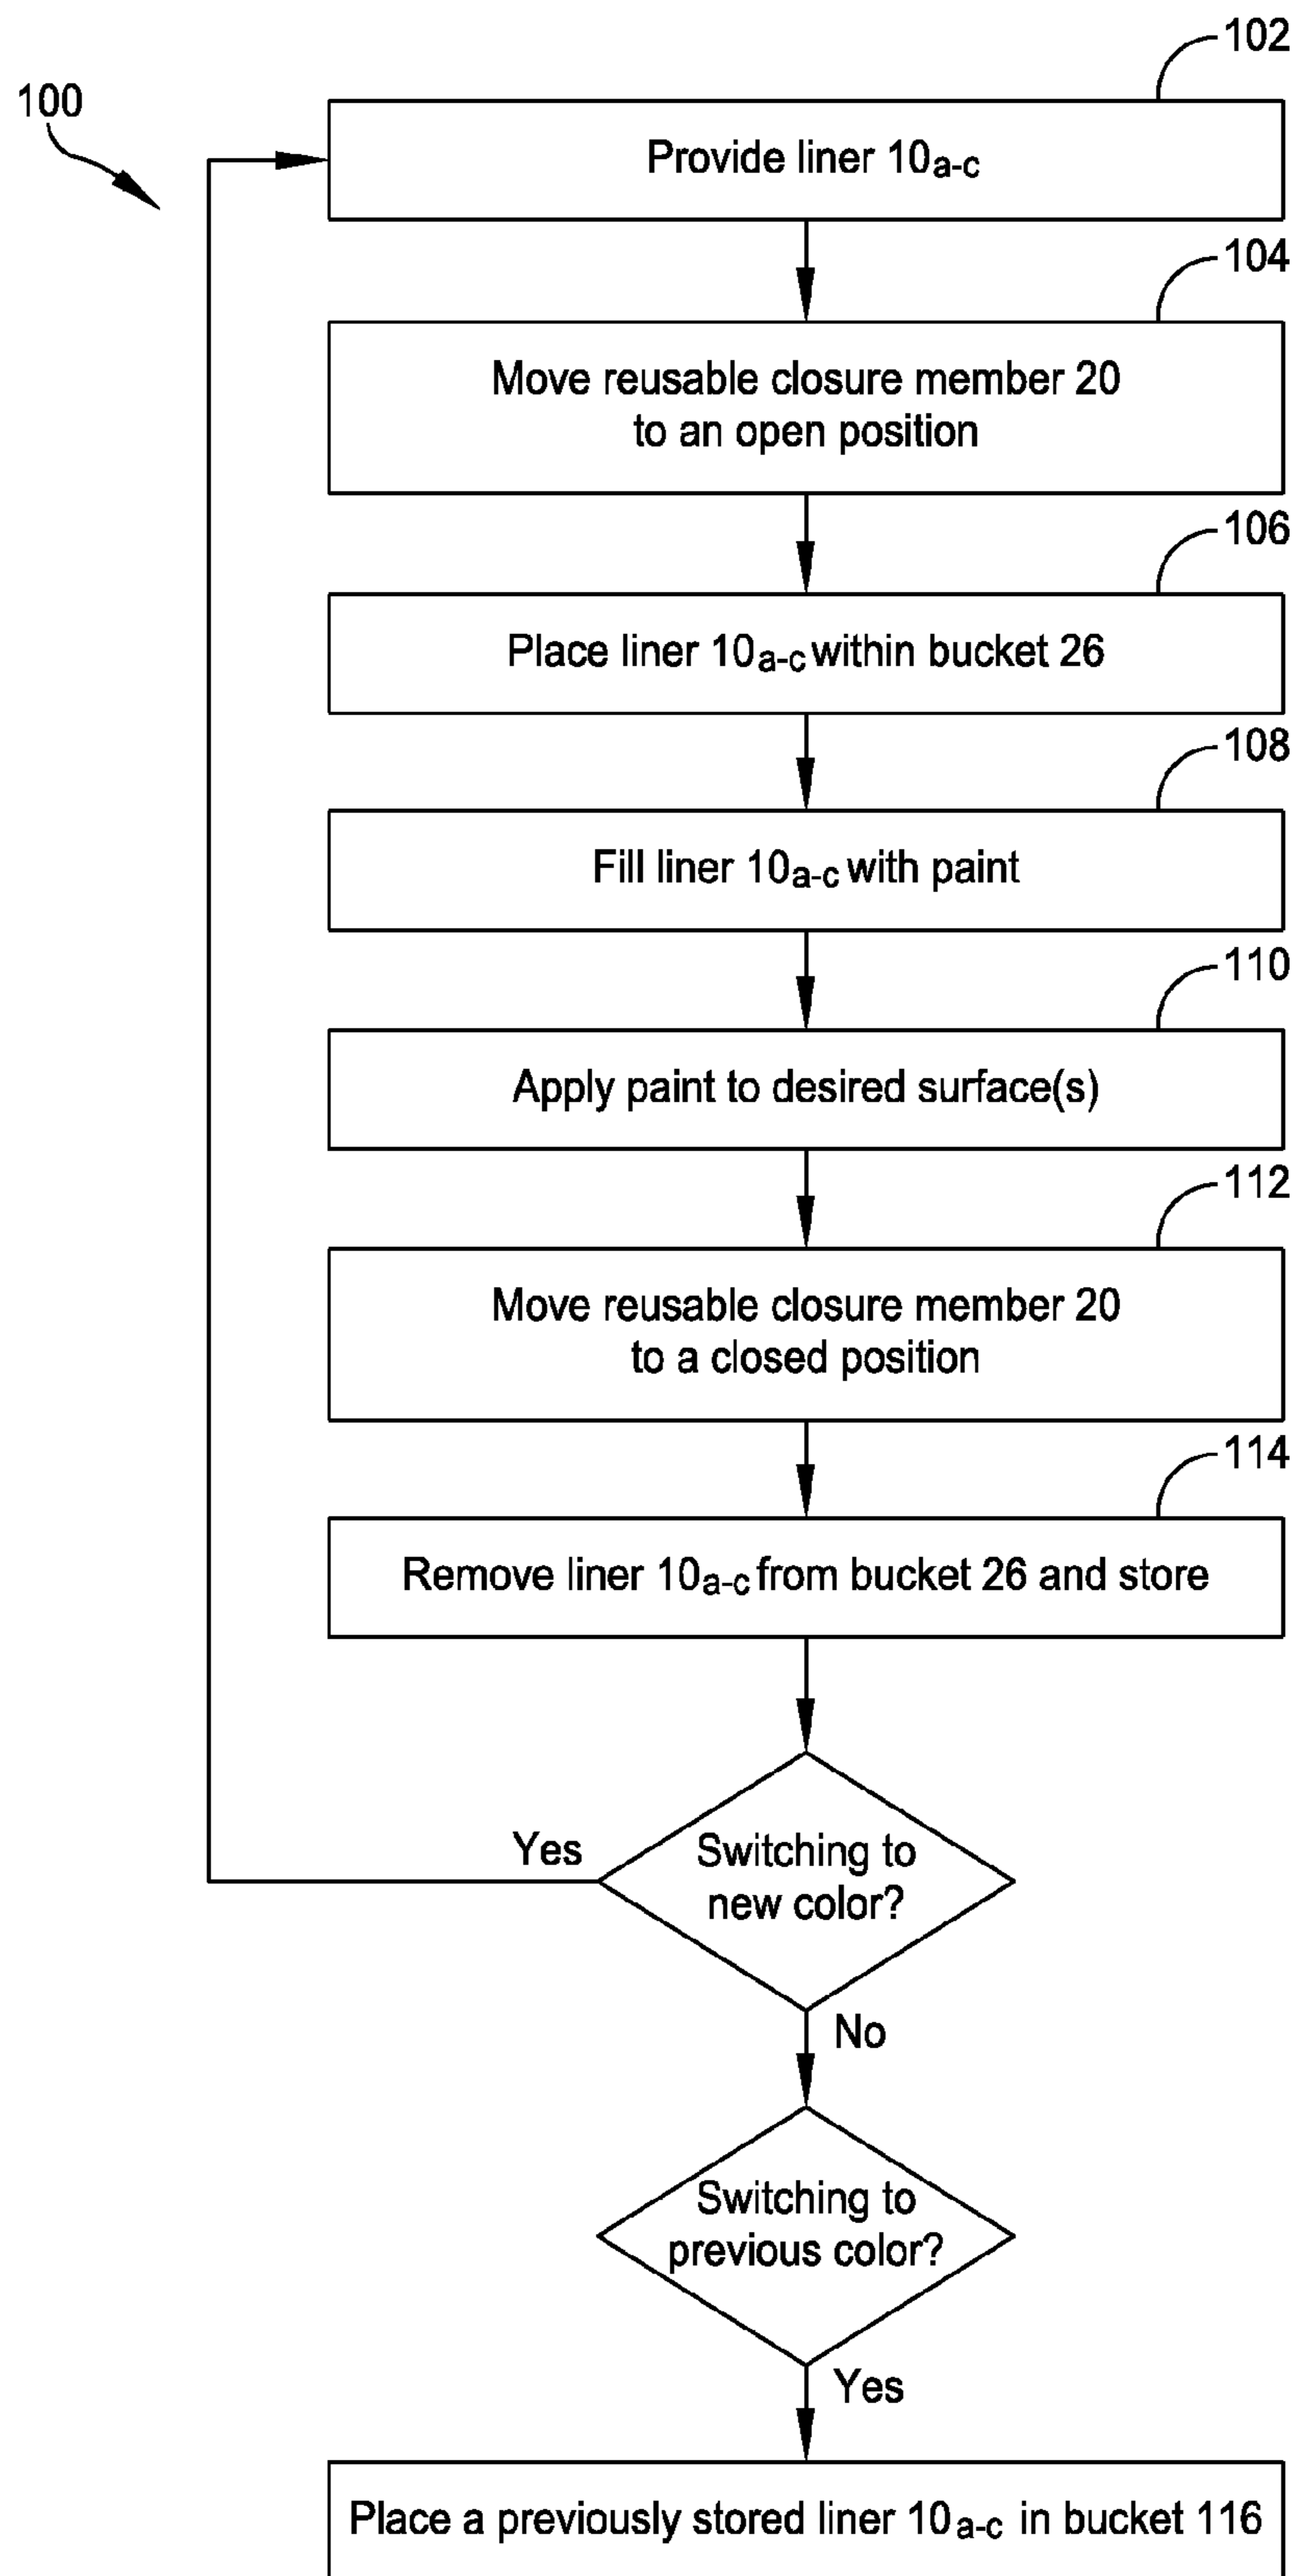 102
100
Provide liner 10a-c
104
Move reusable closure member 20
to an open position
106
Place liner 10a-c within bucket 26
108
Fill liner 10a-c with paint
110
Apply paint to desired surface(s)
112
Move reusable closure member 20
to a closed position
114
Remove liner 10a-c from bucket 26 and store
Yes
Switching to
new color?
No
Switching to
previous color?
Yes
Place a previously stored liner 10a-c in bucket 116